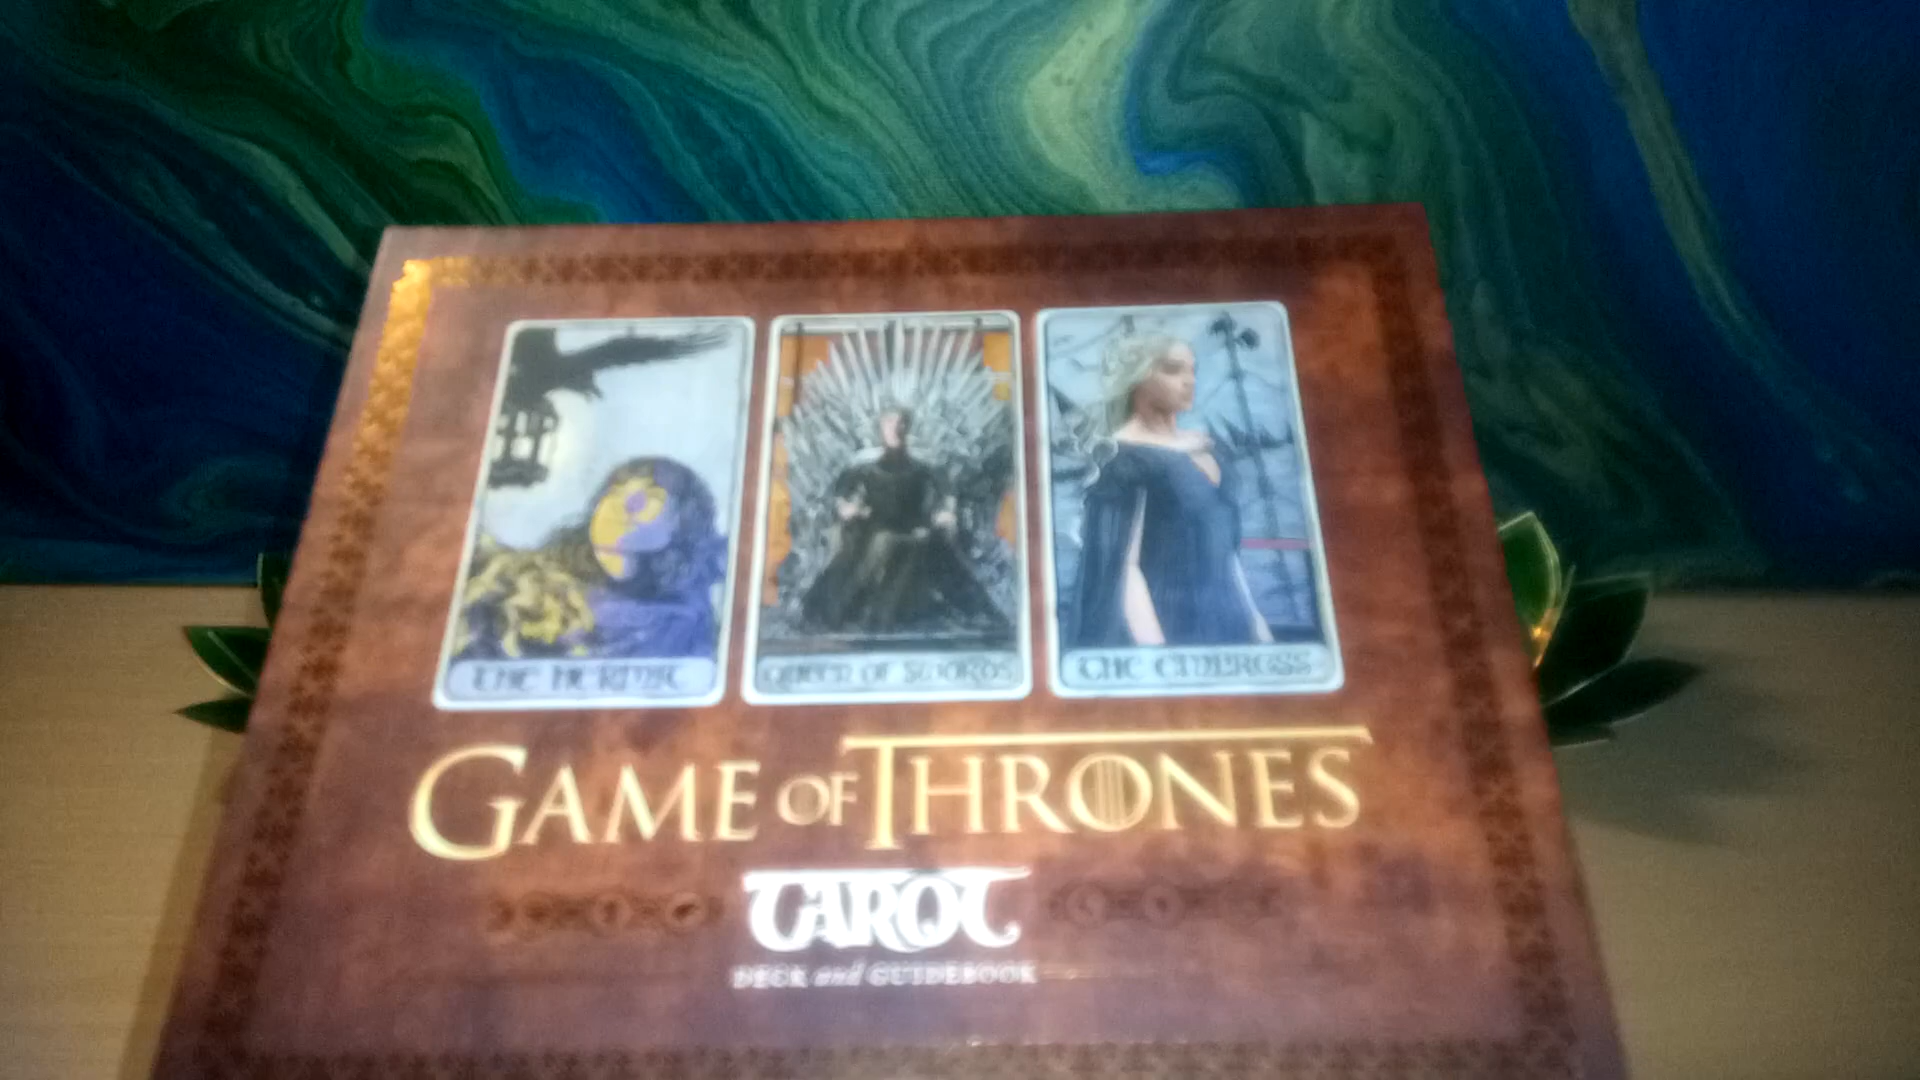 THE HERMIT
QUEEN OF SWORDS
THE EMPRESS
GAME OF THRONES
TAROT
DECK and GUIDEBOOK